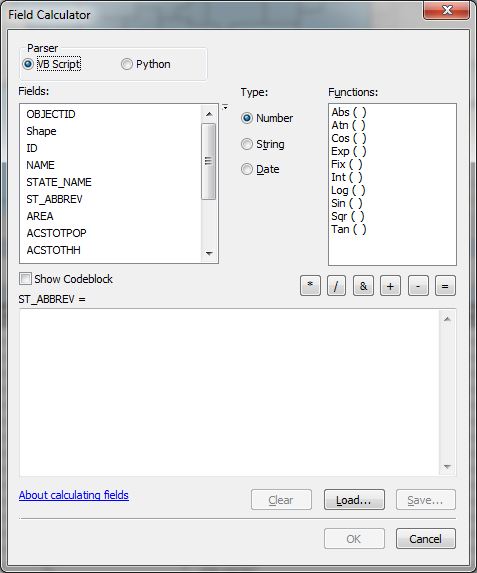 Field Calculator
Parser
VB Script
Python
Fields:
Type:
Functions:
OBJECTID
Shape
ID
NAME
STATE_NAME
ST_ABBREV
AREA
ACSTOTPOP
ACSTOTHH
Number
String
Date
Abs ( )
Atn ( )
Cos ( )
Exp ( )
Fix ( )
Int ( )
Log ( )
Sin ( )
Sqr ( )
Tan ( )
Show Codeblock
* / & + - =
ST_ABBREV =
About calculating fields
Clear
Load...
Save...
OK
Cancel